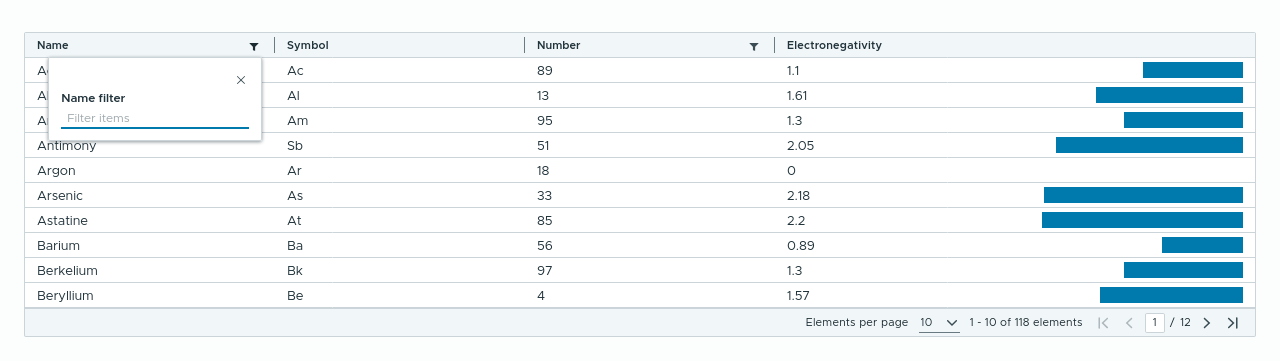 Name Symbol Number Electronegativity
Ac 89 1.1
Al 13 1.61
Am 95 1.3
Name filter
Filter items
Antimony Sb 51 2.05
Argon Ar 18 0
Arsenic As 33 2.18
Astatine At 85 2.2
Barium Ba 56 0.89
Berkelium Bk 97 1.3
Beryllium Be 4 1.57
Elements per page 10 1 - 10 of 118 elements 1 / 12